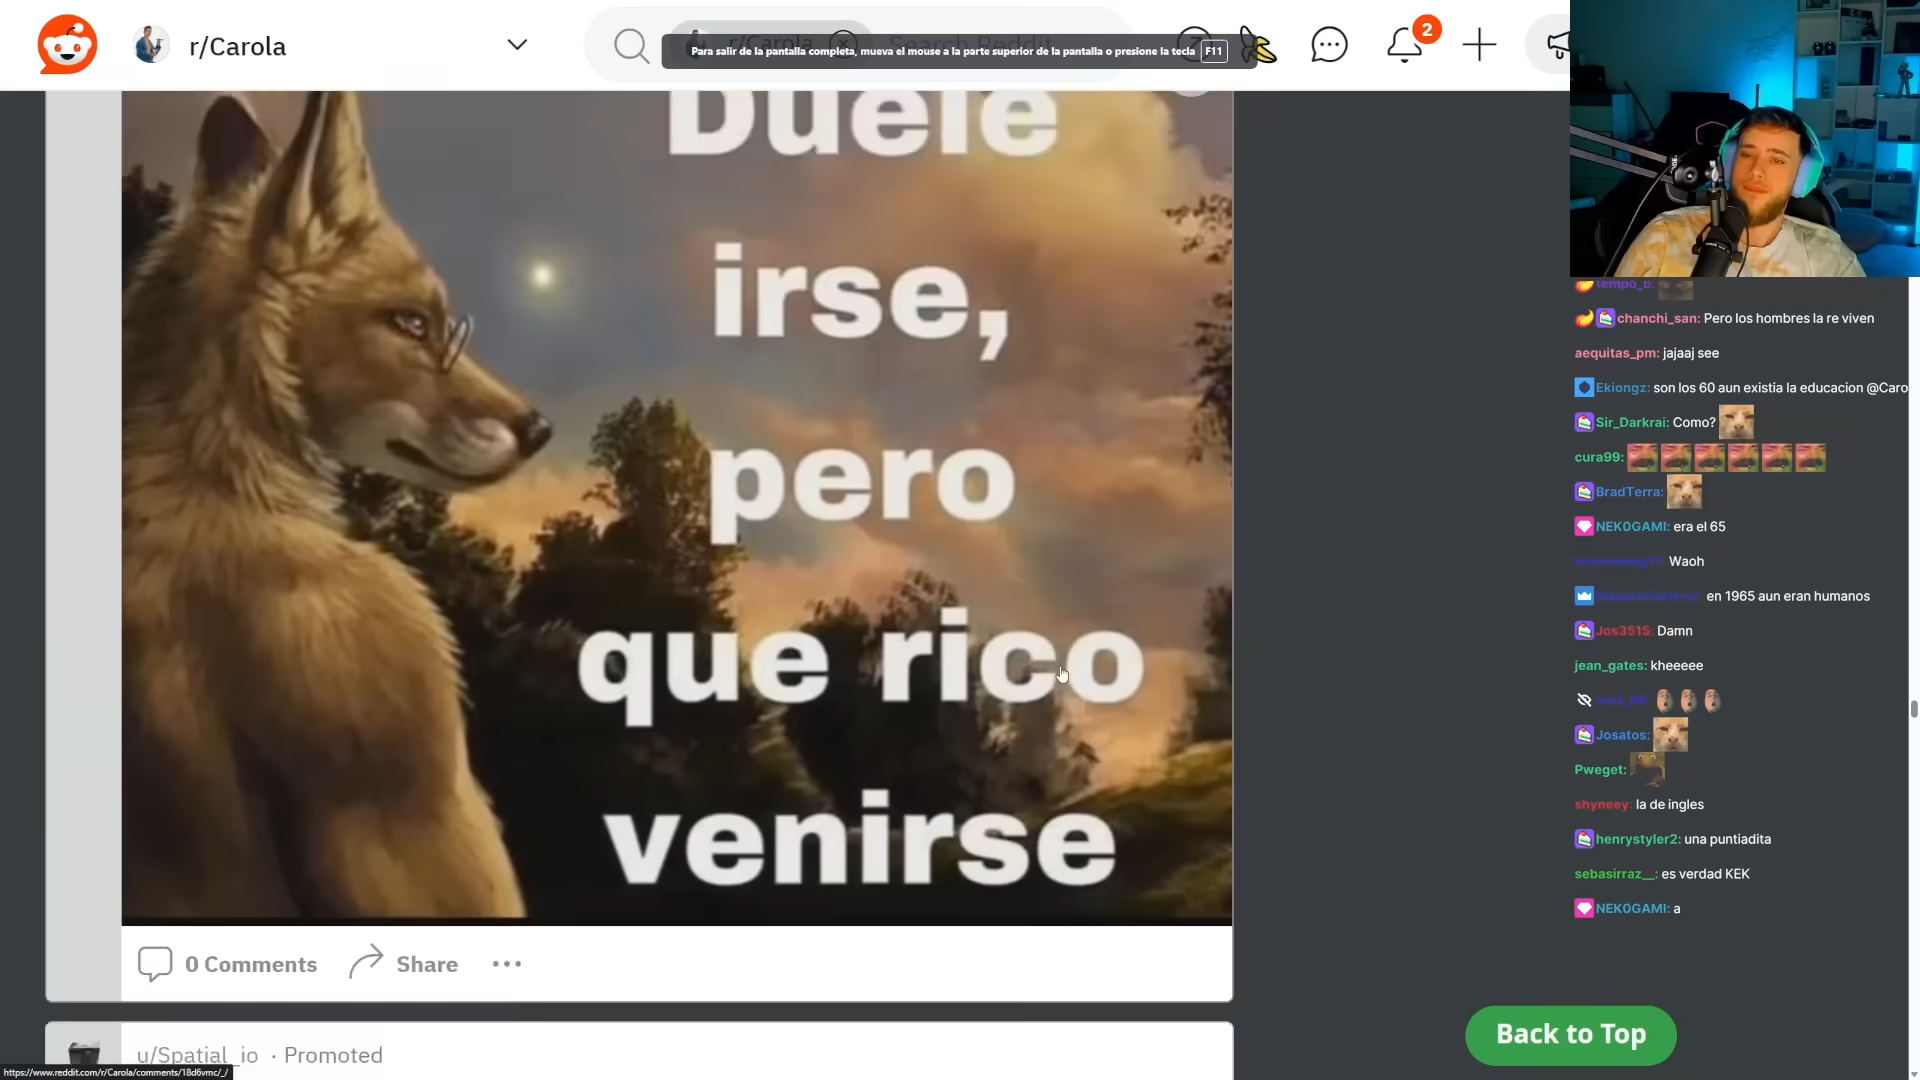 r/Carola
Para salir de la pantalla completa, mueva el mouse a la parte superior de la pantalla o presione la tecla F11
2
Duele
irse,
pero
que rico
venirse
0 Comments
Share
u/Spatial_io · Promoted
https://www.reddit.com/r/Carola/comments/18d6vmc/_/
tempo_b:
chanchi_san: Pero los hombres la re viven
aequitas_pm: jajaaj see
Ekiongz: son los 60 aun existia la educacion @Caro
Sir_Darkrai: Como?
cura99:
BradTerra:
NEK0GAMI: era el 65
Waoh
en 1965 aun eran humanos
Jos3515: Damn
jean_gates: kheeeee
Josatos:
Pweget:
shyneey: la de ingles
henrystyler2: una puntiadita
sebasirraz__: es verdad KEK
NEK0GAMI: a
Back to Top